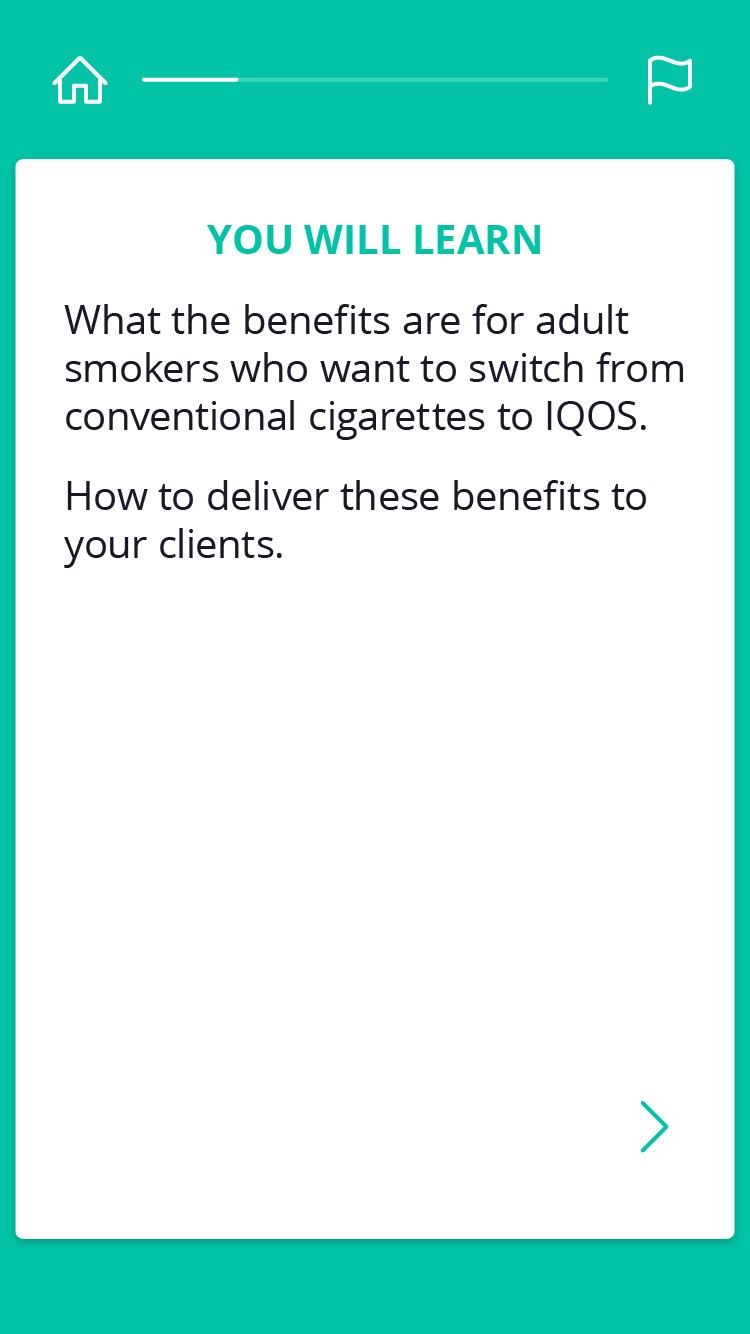 YOU WILL LEARN
What the benefits are for adult
smokers who want to switch from
conventional cigarettes to IQOS.
How to deliver these benefits to
your clients.